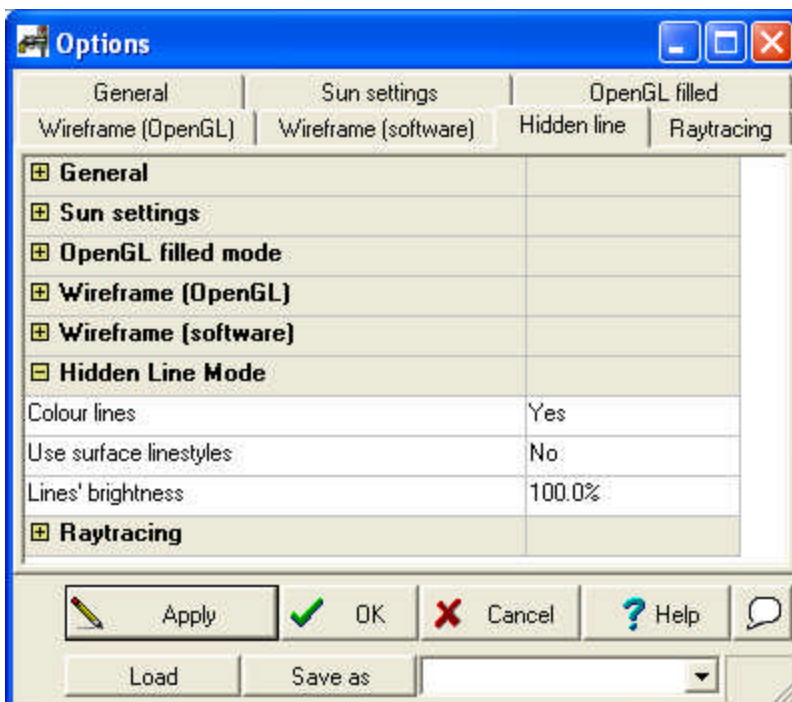 Options
General Sun settings OpenGL filled
Wireframe (OpenGL) Wireframe (software) Hidden line Raytracing
General
Sun settings
OpenGL filled mode
Wireframe (OpenGL)
Wireframe (software)
Hidden Line Mode
Colour lines Yes
Use surface linestyles No
Lines' brightness 100.0%
Raytracing
Apply OK Cancel Help
Load Save as